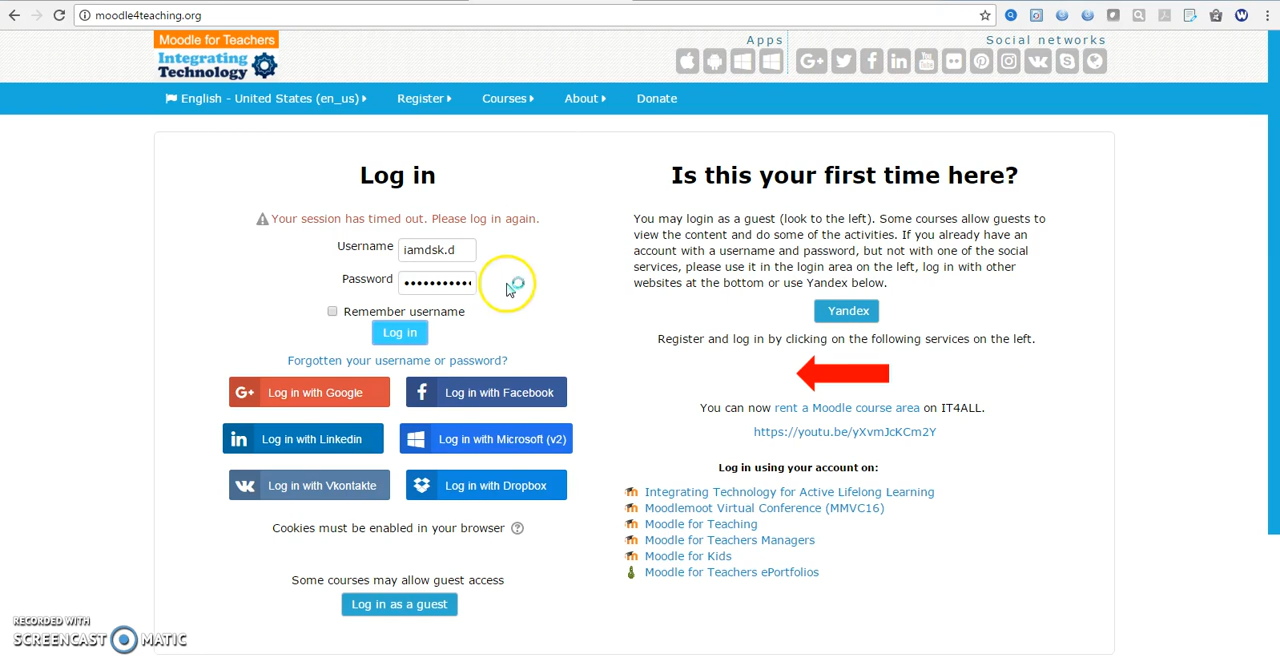 moodle4teaching.org
Moodle for Teachers
Integrating
Technology
Apps
Social networks
English - United States (en_us)
Register
Courses
About
Donate
Log in
Your session has timed out. Please log in again.
Username
iamdsk.d
Password
••••••••••••
Remember username
Log in
Forgotten your username or password?
Log in with Google
Log in with Facebook
Log in with Linkedin
Log in with Microsoft (v2)
Log in with Vkontakte
Log in with Dropbox
Cookies must be enabled in your browser
Some courses may allow guest access
Log in as a guest
Is this your first time here?
You may login as a guest (look to the left). Some courses allow guests to
view the content and do some of the activities. If you already have an
account with a username and password, but not with one of the social
services, please use it in the login area on the left, log in with other
websites at the bottom or use Yandex below.
Yandex
Register and log in by clicking on the following services on the left.
You can now rent a Moodle course area on IT4ALL.
https://youtu.be/yXvmJcKCm2Y
Log in using your account on:
Integrating Technology for Active Lifelong Learning
Moodlemoot Virtual Conference (MMVC16)
Moodle for Teaching
Moodle for Teachers Managers
Moodle for Kids
Moodle for Teachers ePortfolios
RECORDED WITH
SCREENCAST MATIC